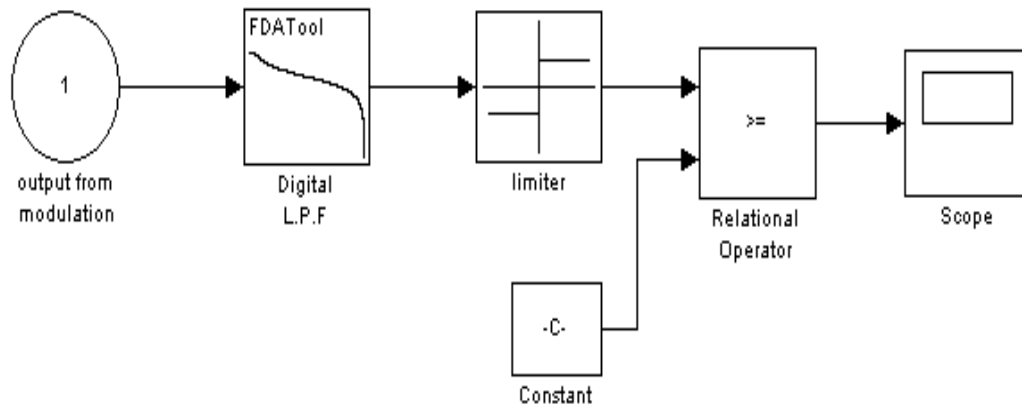 FDATool
1
>=
output from
modulation
Digital
L.P.F
limiter
Relational
Operator
Scope
-C-
Constant